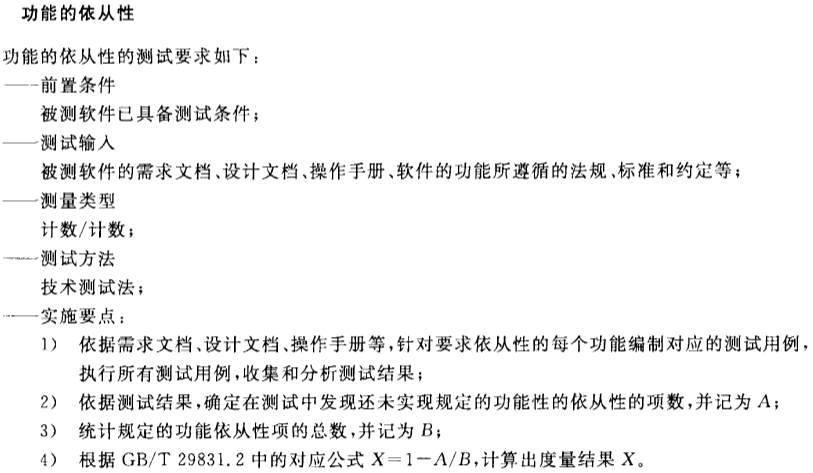 功能的依从性
功能的依从性的测试要求如下:
——前置条件
被测软件已具备测试条件;
——测试输入
被测软件的需求文档、设计文档、操作手册、软件的功能所遵循的法规、标准和约定等;
——测量类型
计数/计数;
——测试方法
技术测试法;
——实施要点:
1) 依据需求文档、设计文档、操作手册等,针对要求依从性的每个功能编制对应的测试用例,
执行所有测试用例,收集和分析测试结果;
2) 依据测试结果,确定在测试中发现还未实现规定的功能性的依从性的项数,并记为 A;
3) 统计规定的功能依从性项的总数,并记为 B;
4) 根据 GB/T 29831.2 中的对应公式 X=1-A/B,计算出度量结果 X。